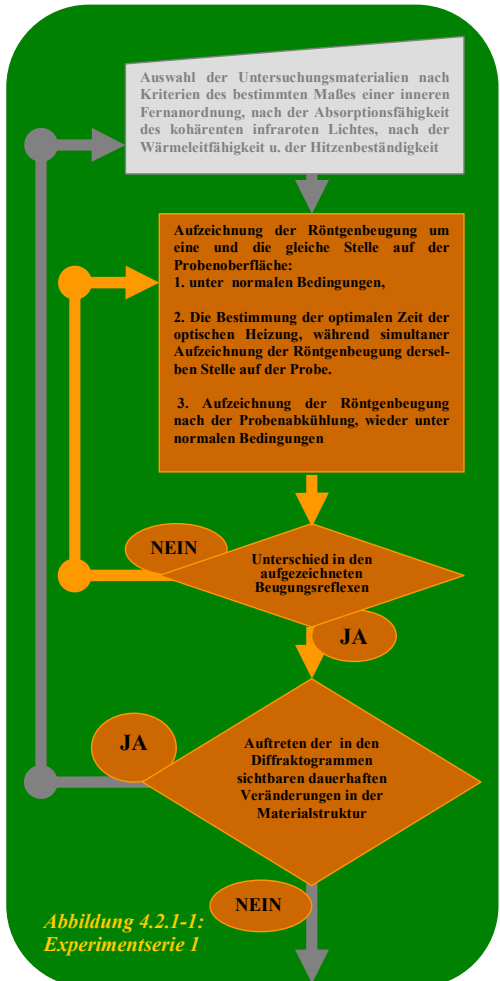 Auswahl der Untersuchungsmaterialien nach
Kriterien des bestimmten Maßes einer inneren
Fernanordnung, nach der Absorptionsfähigkeit
des kohärenten infraroten Lichtes, nach der
Wärmeleitfähigkeit u. der Hitzenbeständigkeit
Aufzeichnung der Röntgenbeugung um
eine und die gleiche Stelle auf der
Probenoberfläche:
1. unter normalen Bedingungen,
2. Die Bestimmung der optimalen Zeit der
optischen Heizung, während simultaner
Aufzeichnung der Röntgenbeugung dersel-
ben Stelle auf der Probe.
3. Aufzeichnung der Röntgenbeugung
nach der Probenabkühlung, wieder unter
normalen Bedingungen
NEIN
Unterschied in den
aufgezeichneten
Beugungsreflexen
JA
JA
Auftreten der in den
Diffraktogrammen
sichtbaren dauerhaften
Veränderungen in der
Materialstruktur
NEIN
Abbildung 4.2.1-1:
Experimentserie 1